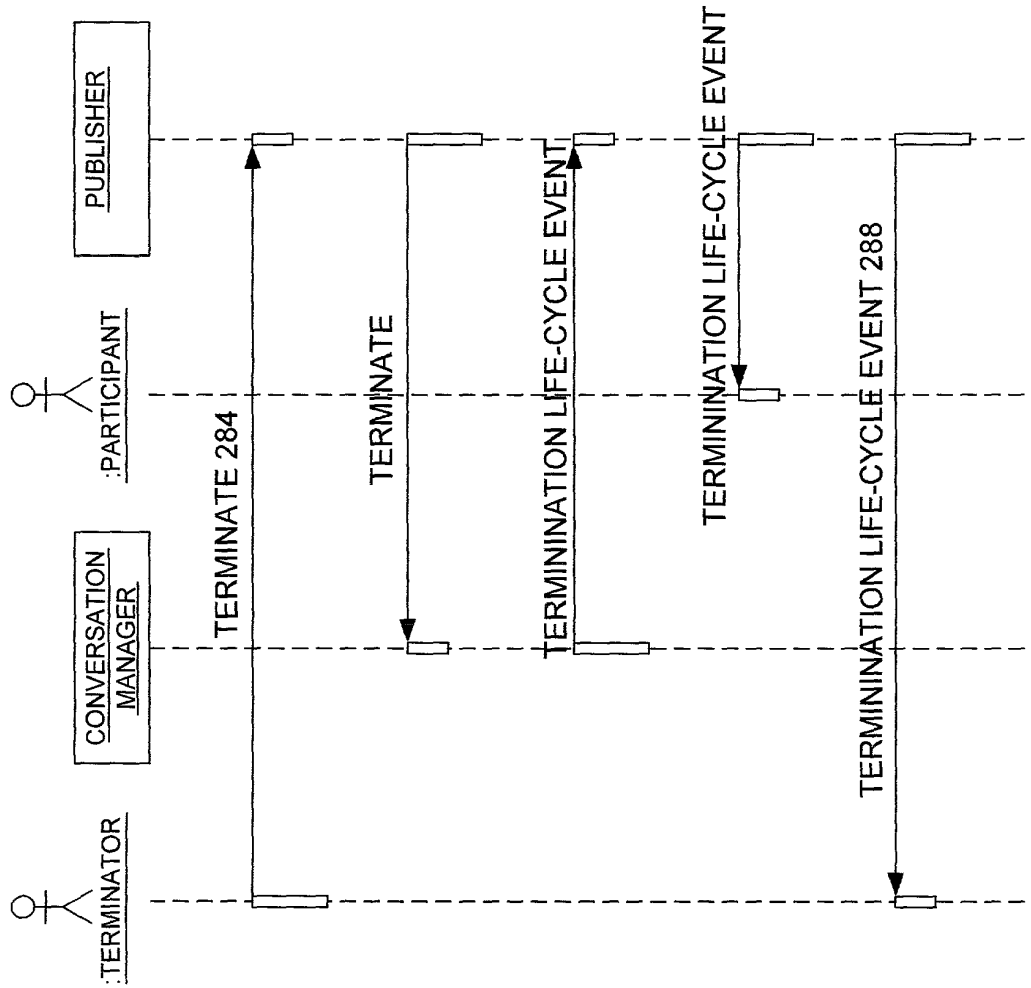 :TERMINATOR
CONVERSATION
MANAGER
:PARTICIPANT
PUBLISHER
TERMINATE 284
TERMINATE
TERMININATION LIFE-CYCLE EVENT
TERMININATION LIFE-CYCLE EVENT
TERMININATION LIFE-CYCLE EVENT 288